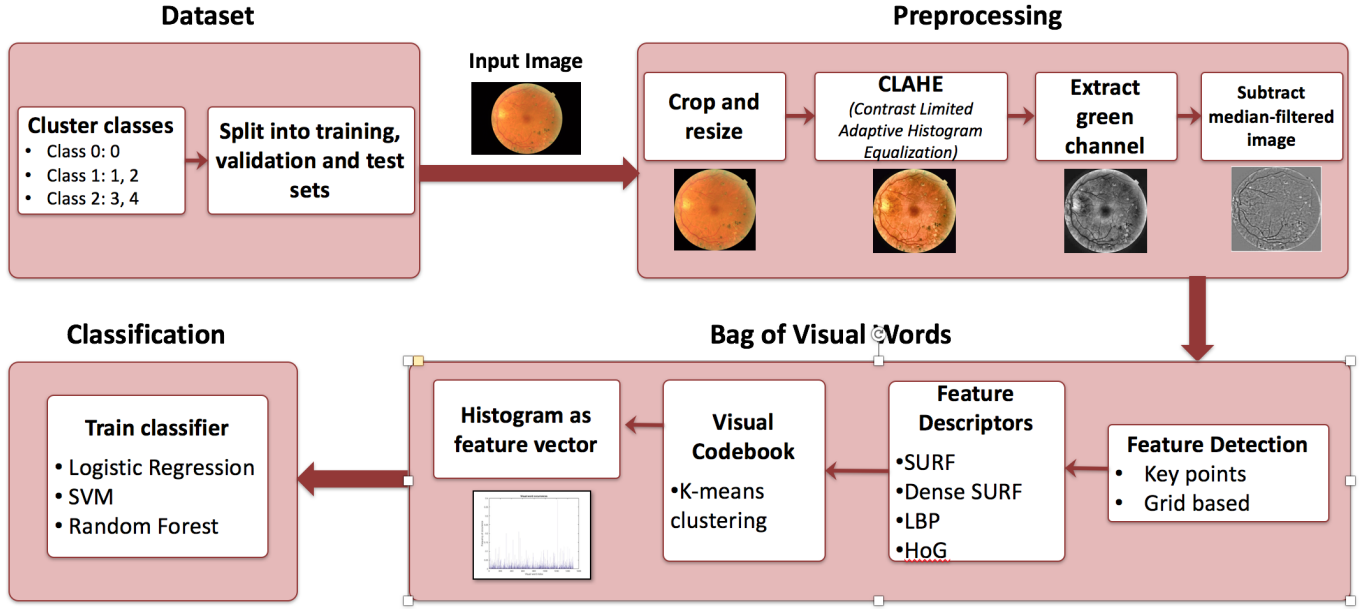 Dataset
Cluster classes
• Class 0: 0
• Class 1: 1, 2
• Class 2: 3, 4
Split into training,
validation and test
sets
Input Image
Preprocessing
Crop and
resize
CLAHE
(Contrast Limited
Adaptive Histogram
Equalization)
Extract
green
channel
Subtract
median-filtered
image
Bag of Visual Words
Feature Detection
• Key points
• Grid based
Feature
Descriptors
•SURF
•Dense SURF
•LBP
•HoG
Visual
Codebook
•K-means
clustering
Histogram as
feature vector
Classification
Train classifier
• Logistic Regression
• SVM
• Random Forest